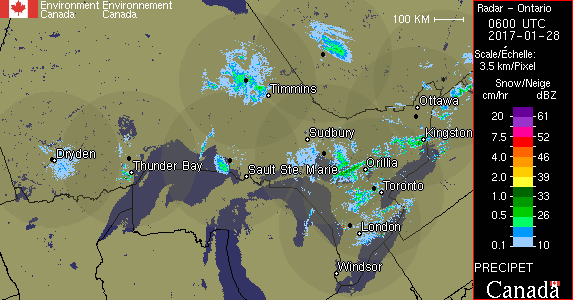 Environment Environnement
Canada Canada
100 KM
Timmins
Ottawa
Sudbury
Kingston
Dryden
Thunder Bay
Sault Ste. Marie
Orillia
Toronto
London
Windsor
Radar - Ontario
0600 UTC
2017-01-28
Scale/Échelle:
3.5 km/Pixel
Snow/Neige
cm/hr dBZ
20 61
7.5 52
4.0 46
2.0 39
1.0 33
0.5 26
0.1 10
PRECIPET
Canada